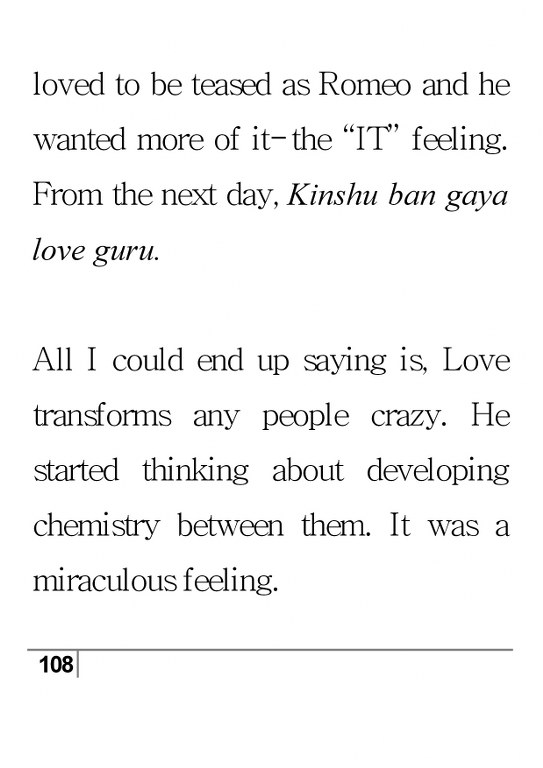 loved to be teased as Romeo and he
wanted more of it-the “IT” feeling.
From the next day, Kinshu ban gaya
love guru.
All I could end up saying is, Love
transforms any people crazy. He
started thinking about developing
chemistry between them. It was a
miraculous feeling.
108